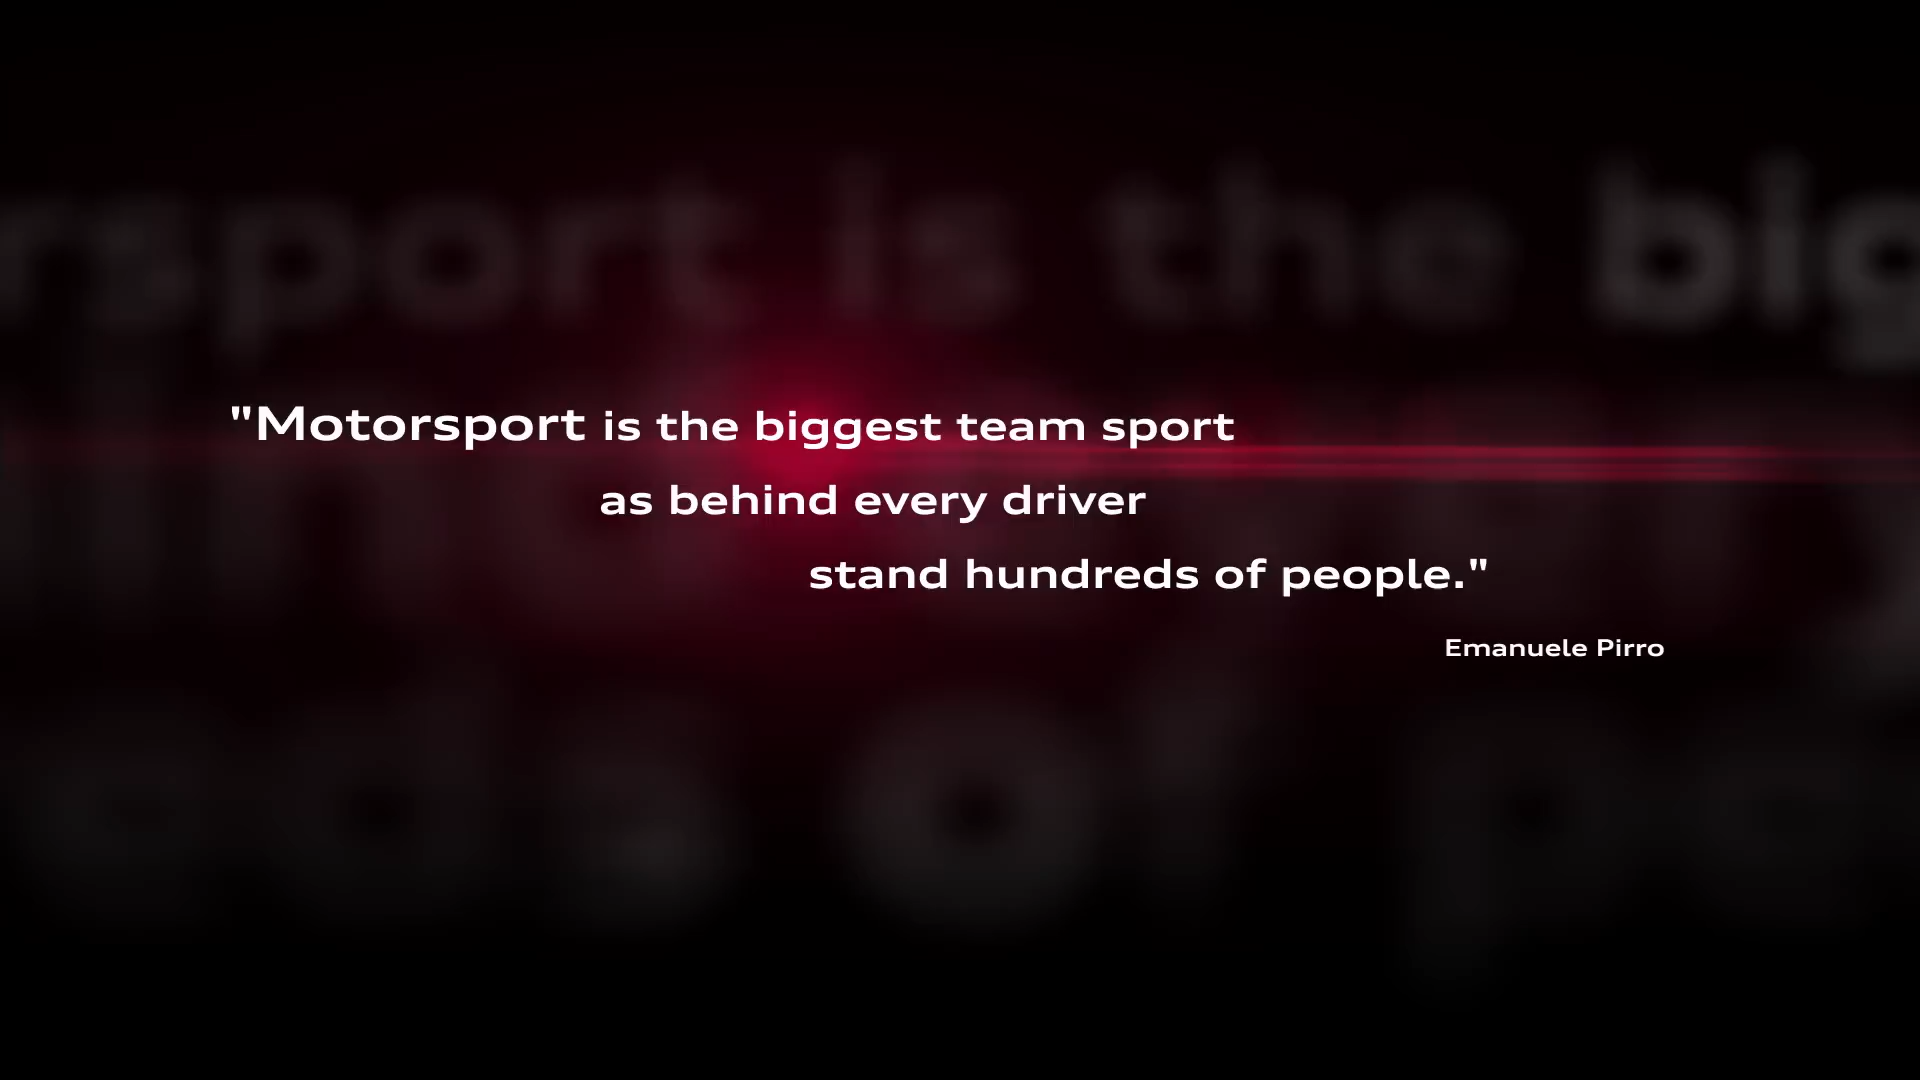 "Motorsport is the biggest team sport
as behind every driver
stand hundreds of people."
Emanuele Pirro